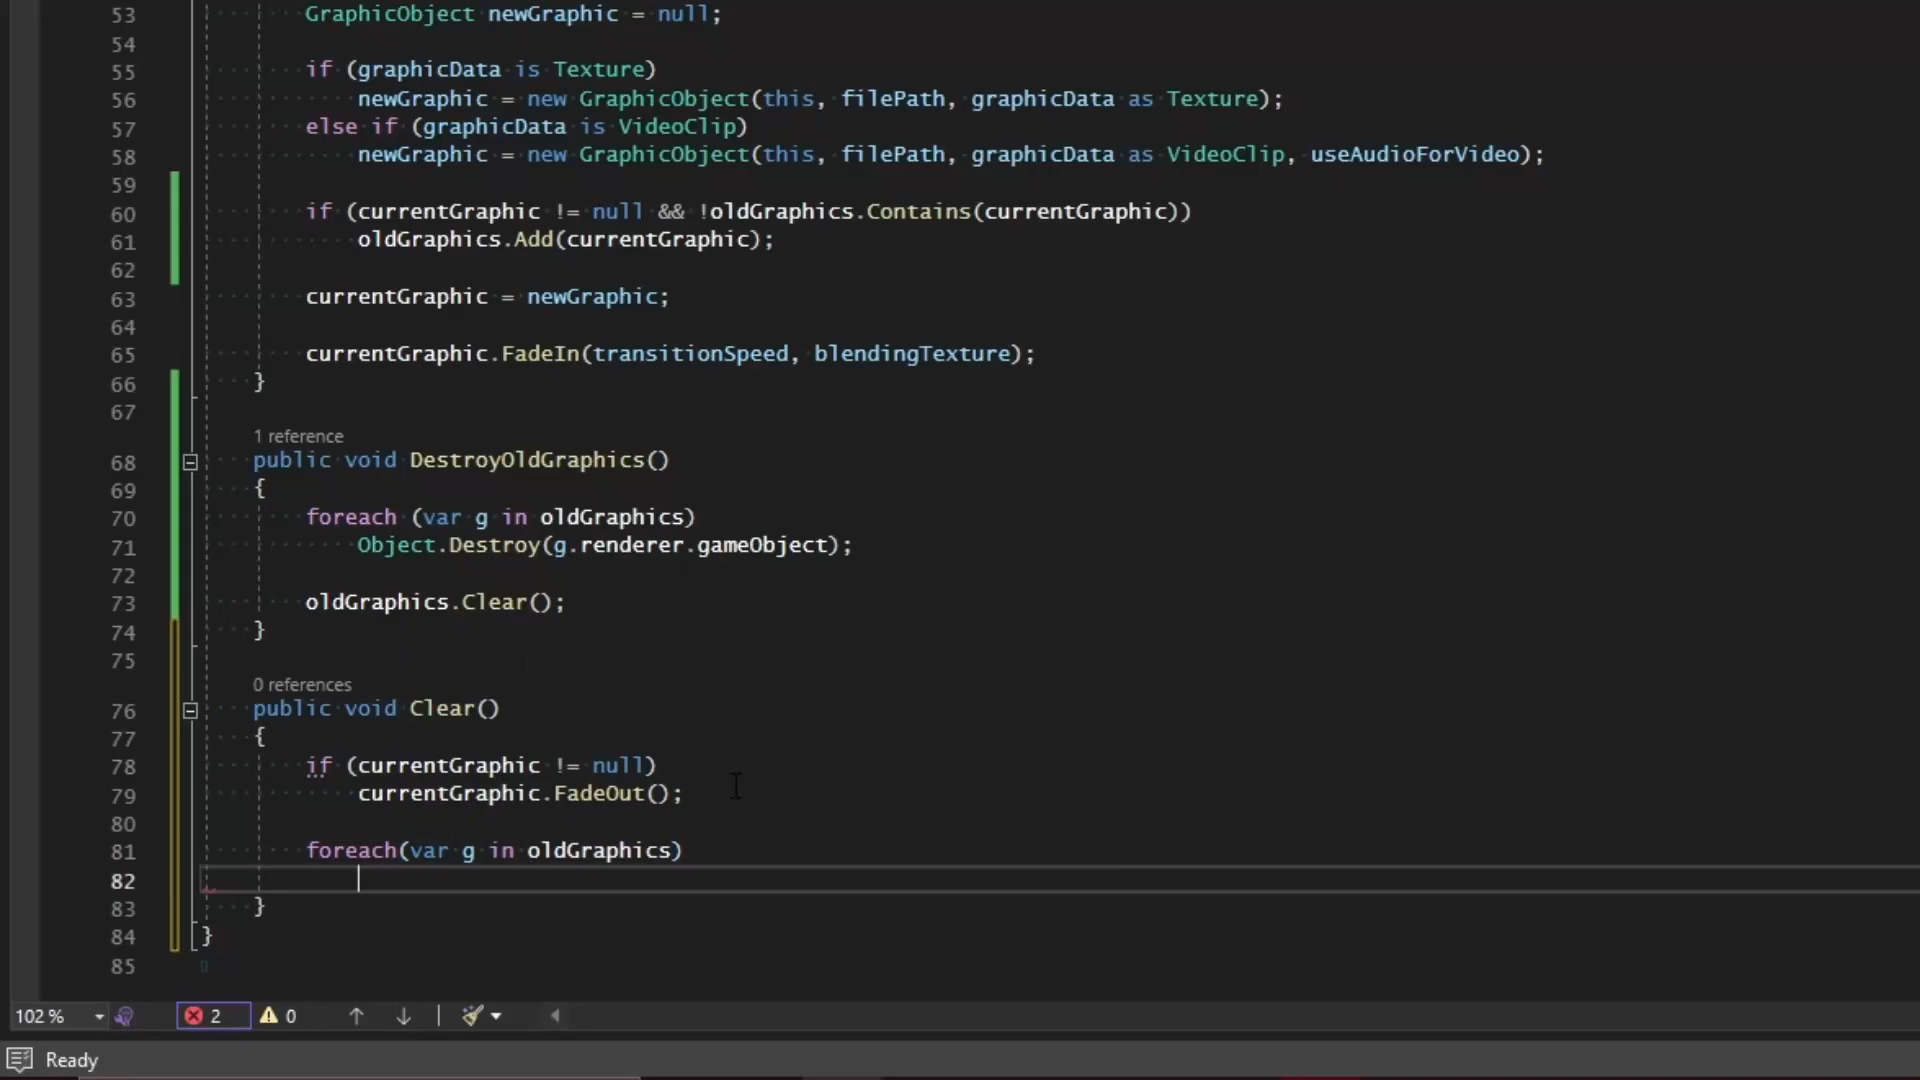 53 GraphicObject newGraphic = null;
54
55 if (graphicData is Texture)
56 newGraphic = new GraphicObject(this, filePath, graphicData as Texture);
57 else if (graphicData is VideoClip)
58 newGraphic = new GraphicObject(this, filePath, graphicData as VideoClip, useAudioForVideo);
59
60 if (currentGraphic != null && !oldGraphics.Contains(currentGraphic))
61 oldGraphics.Add(currentGraphic);
62
63 currentGraphic = newGraphic;
64
65 currentGraphic.FadeIn(transitionSpeed, blendingTexture);
66 }
67
1 reference
68 public void DestroyOldGraphics()
69 {
70 foreach (var g in oldGraphics)
71 Object.Destroy(g.renderer.gameObject);
72
73 oldGraphics.Clear();
74 }
75
0 references
76 public void Clear()
77 {
78 if (currentGraphic != null)
79 currentGraphic.FadeOut();
80
81 foreach(var g in oldGraphics)
82
83 }
84 }
85
102 % 2 0
Ready